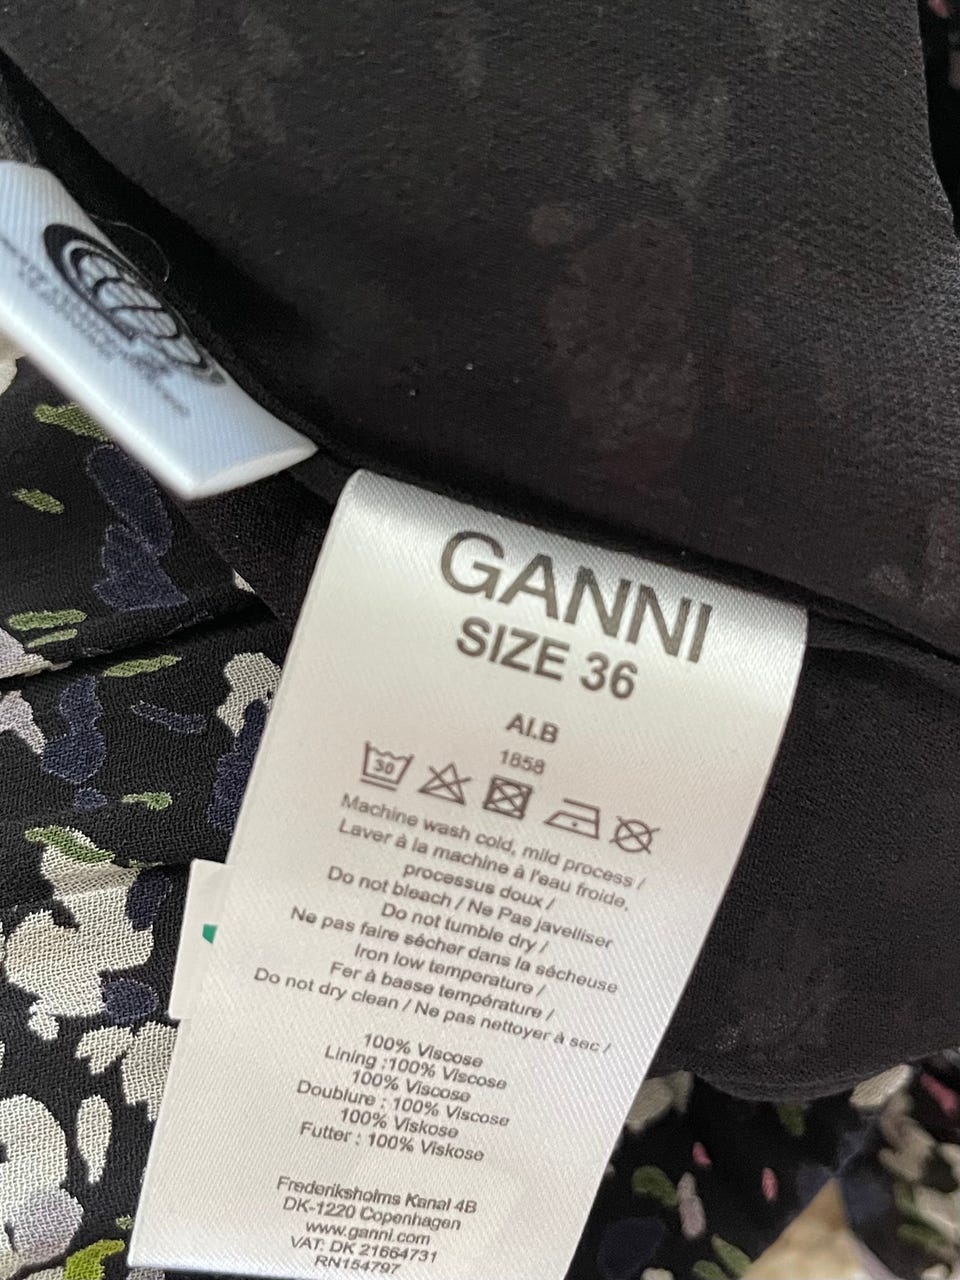 GANNI
SIZE 36
AI.B
1858
30
Machine wash cold, mild process /
Laver à la machine à l'eau froide,
processus doux /
Do not bleach / Ne Pas javelliser
Do not tumble dry /
Ne pas faire sécher dans la sécheuse
Iron low temperature /
Fer à basse température /
Do not dry clean / Ne pas nettoyer à sec /
100% Viscose
Lining :100% Viscose
100% Viscose
Doublure : 100% Viscose
100% Viskose
Futter : 100% Viskose
Frederiksholms Kanal 4B
DK-1220 Copenhagen
www.ganni.com
VAT: DK 21664731
RN154797